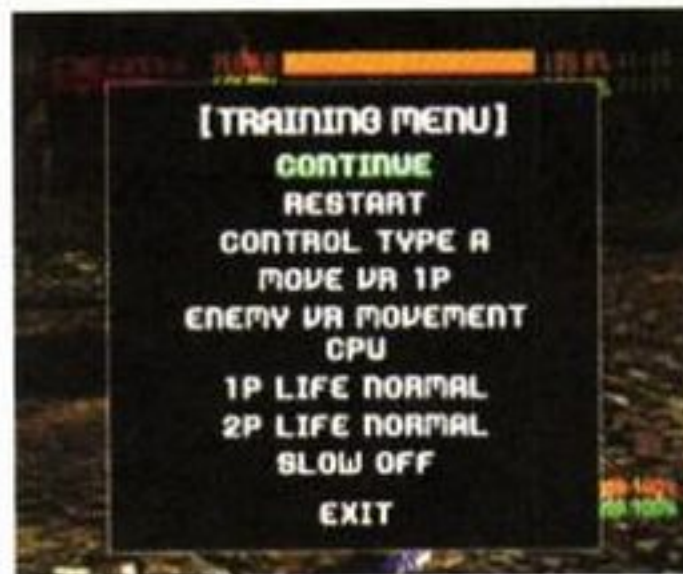 [TRAINING MENU]
CONTINUE
RESTART
CONTROL TYPE A
MOVE VR 1P
ENEMY VR MOVEMENT
CPU
1P LIFE NORMAL
2P LIFE NORMAL
SLOW OFF
EXIT